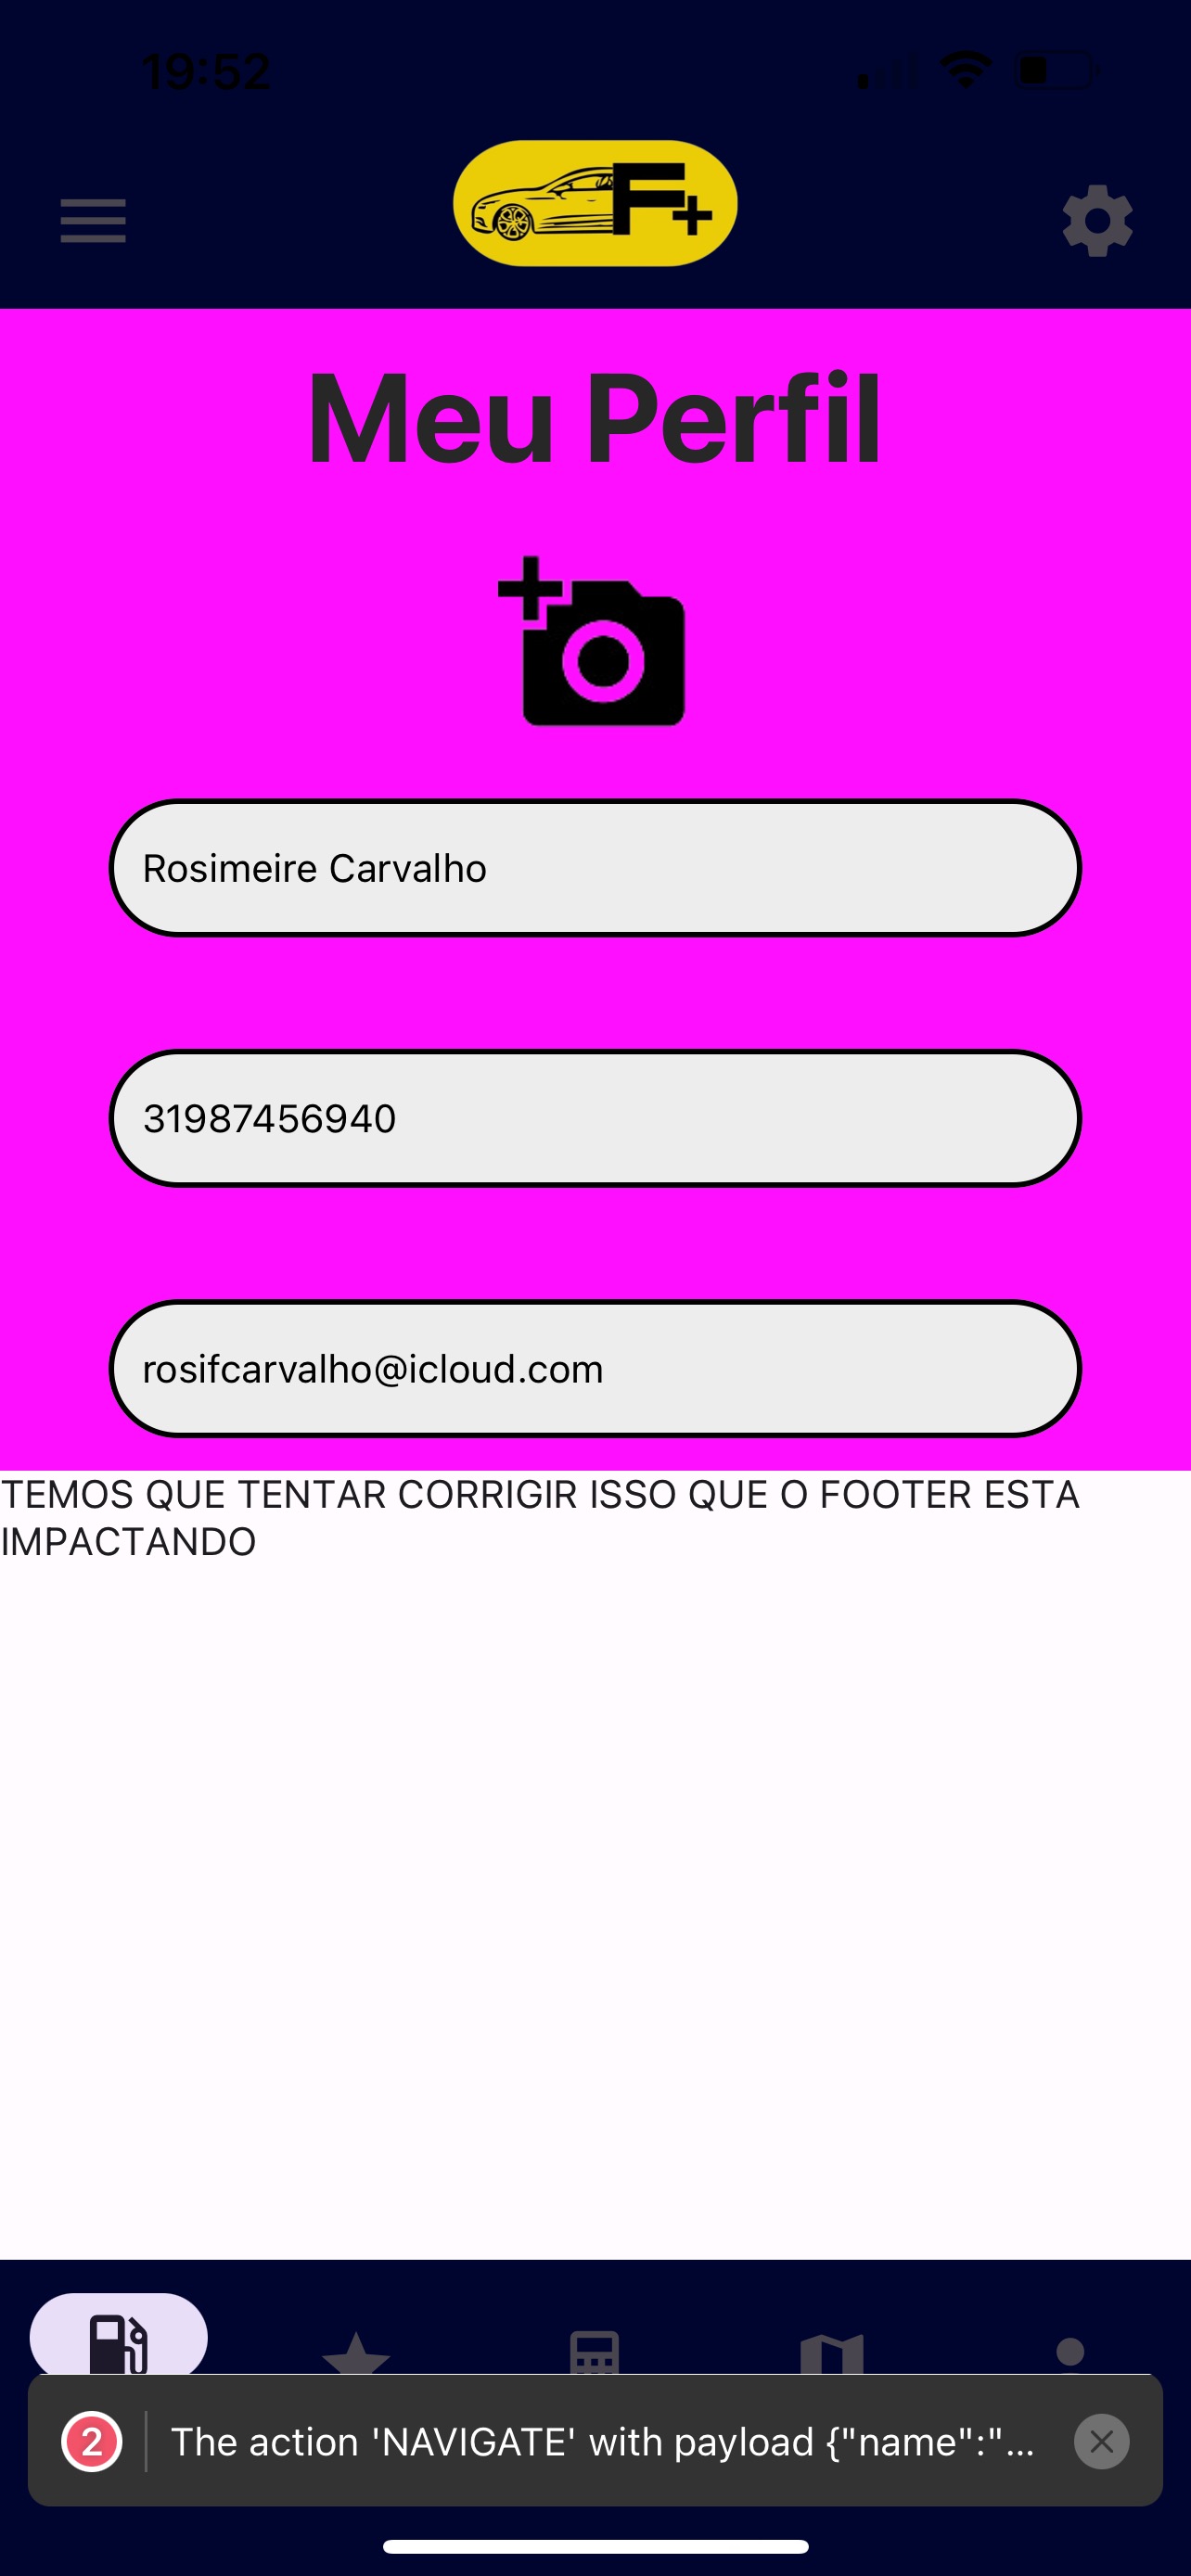 19:52
F+
Meu Perfil
Rosimeire Carvalho
31987456940
rosifcarvalho@icloud.com
TEMOS QUE TENTAR CORRIGIR ISSO QUE O FOOTER ESTA
IMPACTANDO
2 The action 'NAVIGATE' with payload {"name":"...